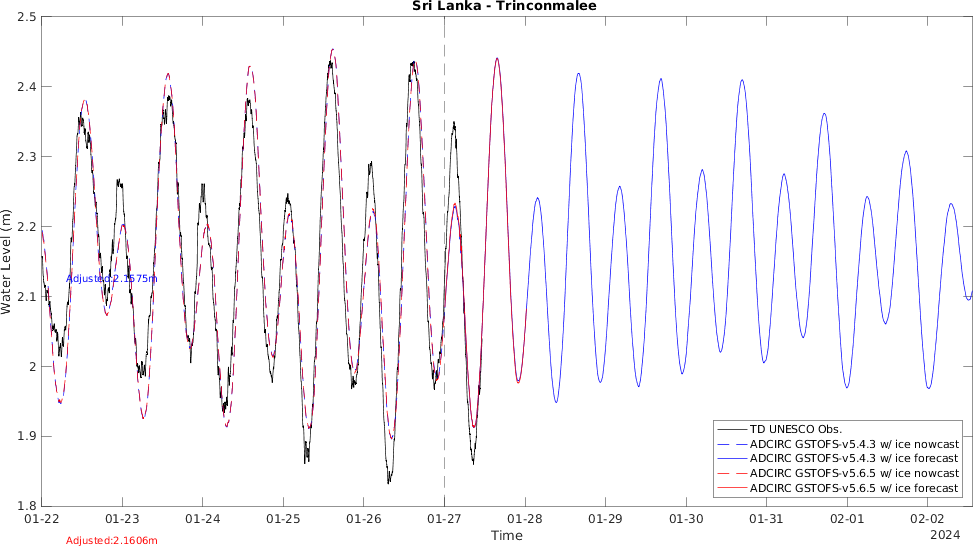 Sri Lanka - Trinconmalee
Water Level (m)
2.5
2.4
2.3
2.2
2.1
2
1.9
1.8
Adjusted:2.1575m
TD UNESCO Obs.
ADCIRC GSTOFS-v5.4.3 w/ ice nowcast
ADCIRC GSTOFS-v5.4.3 w/ ice forecast
ADCIRC GSTOFS-v5.6.5 w/ ice nowcast
ADCIRC GSTOFS-v5.6.5 w/ ice forecast
01-22 01-23 01-24 01-25 01-26 01-27 01-28 01-29 01-30 01-31 02-01 02-02
Time
2024
Adjusted:2.1606m